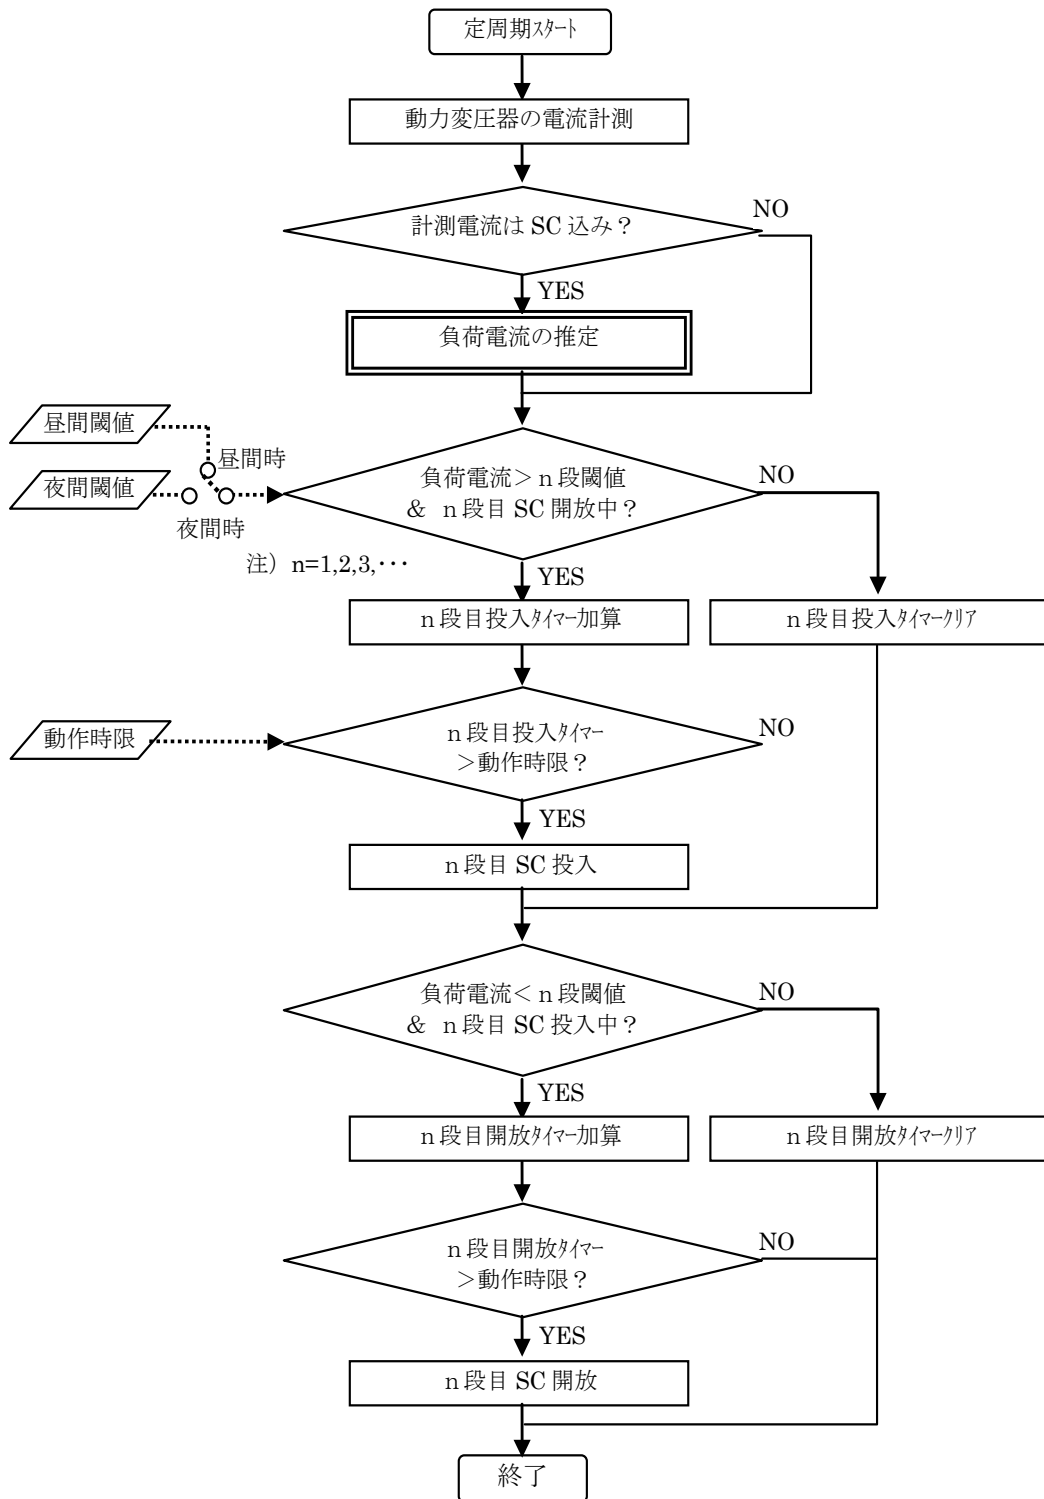 定周期ｽﾀｰﾄ
動力変圧器の電流計測
計測電流は SC 込み？
NO
YES
負荷電流の推定
昼間閾値
昼間時
夜間閾値
夜間時
負荷電流＞ｎ段閾値
＆ ｎ段目 SC 開放中？
NO
注）n=1,2,3,･･･
YES
ｎ段目投入ﾀｲﾏｰ加算
ｎ段目投入ﾀｲﾏｰｸﾘｱ
動作時限
ｎ段目投入ﾀｲﾏｰ
＞動作時限？
NO
YES
ｎ段目 SC 投入
負荷電流＜ｎ段閾値
＆ ｎ段目 SC 投入中？
NO
YES
ｎ段目開放ﾀｲﾏｰ加算
ｎ段目開放ﾀｲﾏｰｸﾘｱ
ｎ段目開放ﾀｲﾏｰ
＞動作時限？
NO
YES
ｎ段目 SC 開放
終了